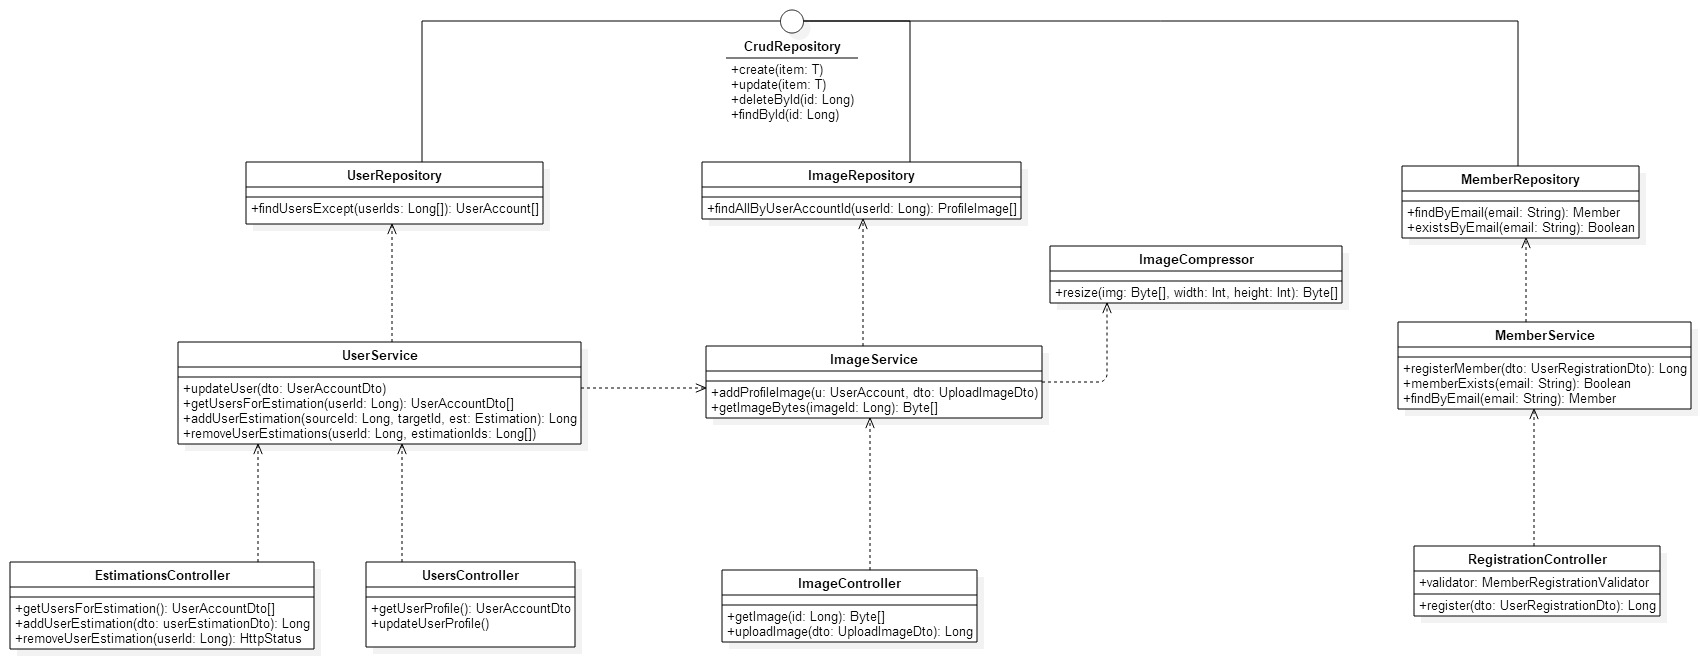 CrudRepository
+create(item: T)
+update(item: T)
+deleteById(id: Long)
+findById(id: Long)
UserRepository
+findUsersExcept(userIds: Long[]): UserAccount[]
ImageRepository
+findAllByUserAccountId(userId: Long): ProfileImage[]
MemberRepository
+findByEmail(email: String): Member
+existsByEmail(email: String): Boolean
ImageCompressor
+resize(img: Byte[], width: Int, height: Int): Byte[]
UserService
+updateUser(dto: UserAccountDto)
+getUsersForEstimation(userId: Long): UserAccountDto[]
+addUserEstimation(sourceId: Long, targetId, est: Estimation): Long
+removeUserEstimations(userId: Long, estimationIds: Long[])
ImageService
+addProfileImage(u: UserAccount, dto: UploadImageDto)
+getImageBytes(imageId: Long): Byte[]
MemberService
+registerMember(dto: UserRegistrationDto): Long
+memberExists(email: String): Boolean
+findByEmail(email: String): Member
EstimationsController
+getUsersForEstimation(): UserAccountDto[]
+addUserEstimation(dto: userEstimationDto): Long
+removeUserEstimation(userId: Long): HttpStatus
UsersController
+getUserProfile(): UserAccountDto
+updateUserProfile()
ImageController
+getImage(id: Long): Byte[]
+uploadImage(dto: UploadImageDto): Long
RegistrationController
+validator: MemberRegistrationValidator
+register(dto: UserRegistrationDto): Long